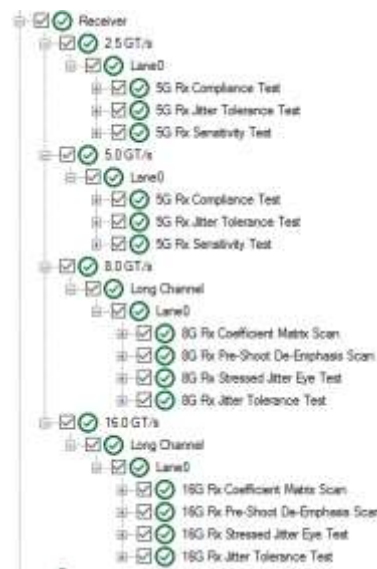 Receiver
2.5 GT/s
Lane0
5G Rx Compliance Test
5G Rx Jitter Tolerance Test
5G Rx Sensitivity Test
5.0 GT/s
Lane0
5G Rx Compliance Test
5G Rx Jitter Tolerance Test
5G Rx Sensitivity Test
8.0 GT/s
Long Channel
Lane0
8G Rx Coefficient Matrix Scan
8G Rx Pre-Shoot De-Emphasis Scan
8G Rx Stressed Jitter Eye Test
8G Rx Jitter Tolerance Test
16.0 GT/s
Long Channel
Lane0
16G Rx Coefficient Matrix Scan
16G Rx Pre-Shoot De-Emphasis Scan
16G Rx Stressed Jitter Eye Test
16G Rx Jitter Tolerance Test